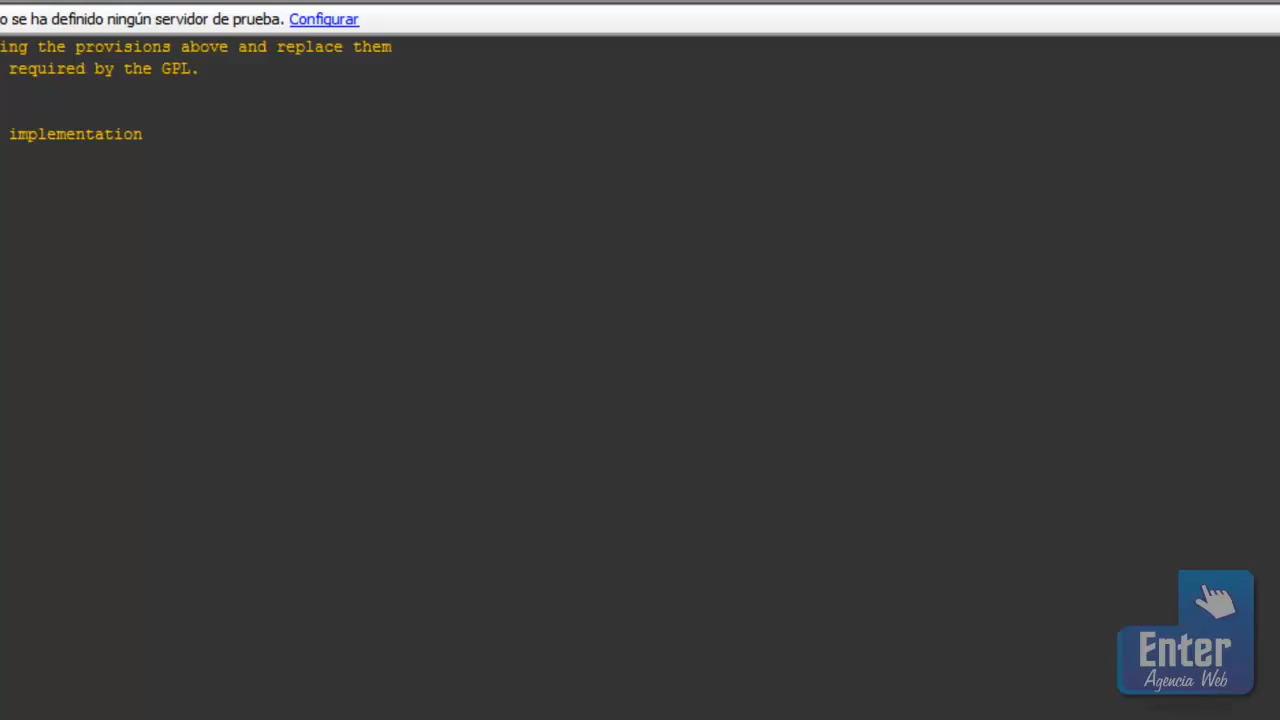 o se ha definido ningún servidor de prueba. Configurar
ing the provisions above and replace them
required by the GPL.
implementation
Enter
Agencia Web